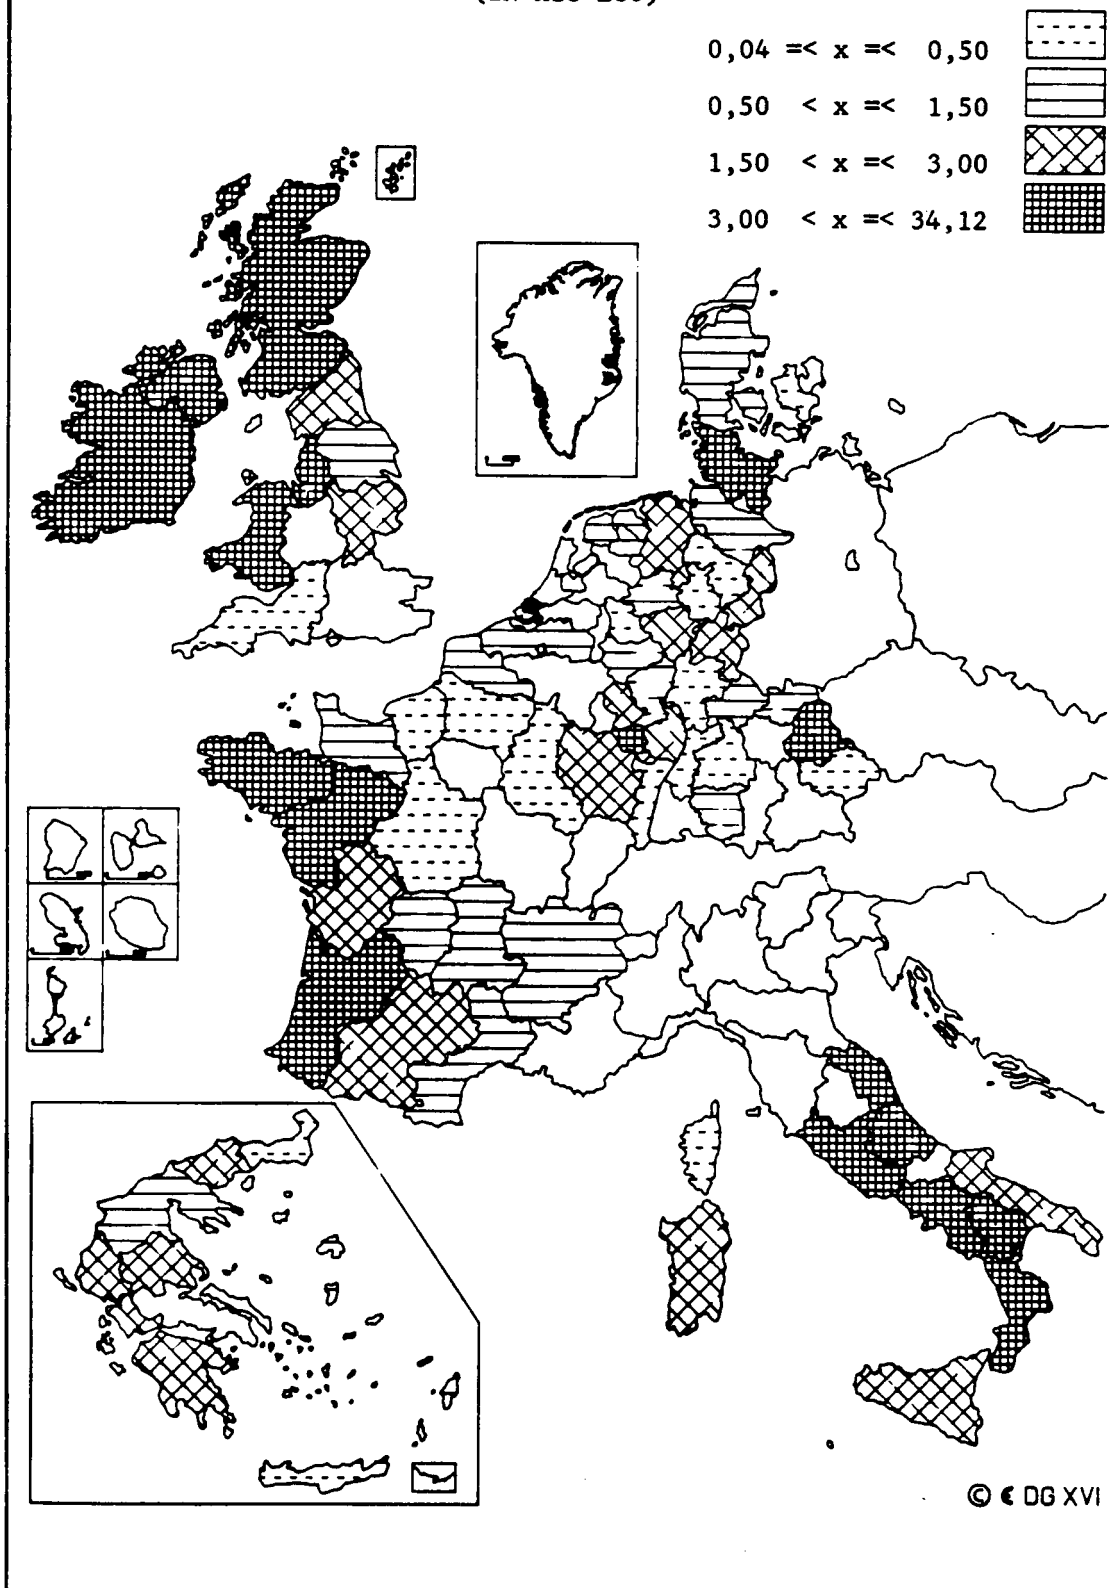 0,04 =< x =< 0,50
0,50 < x =< 1,50
1,50 < x =< 3,00
3,00 < x =< 34,12
© € DG XVI